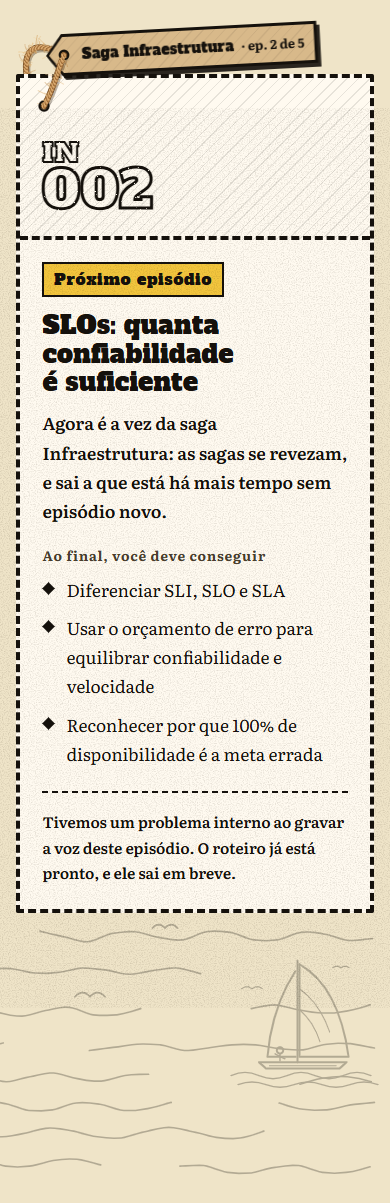 Saga Infraestrutura · ep. 2 de 5
IN
002
Próximo episódio
SLOs: quanta
confiabilidade
é suficiente
Agora é a vez da saga
Infraestrutura: as sagas se revezam,
e sai a que está há mais tempo sem
episódio novo.
Ao final, você deve conseguir
Diferenciar SLI, SLO e SLA
Usar o orçamento de erro para
equilibrar confiabilidade e
velocidade
Reconhecer por que 100% de
disponibilidade é a meta errada
Tivemos um problema interno ao gravar
a voz deste episódio. O roteiro já está
pronto, e ele sai em breve.